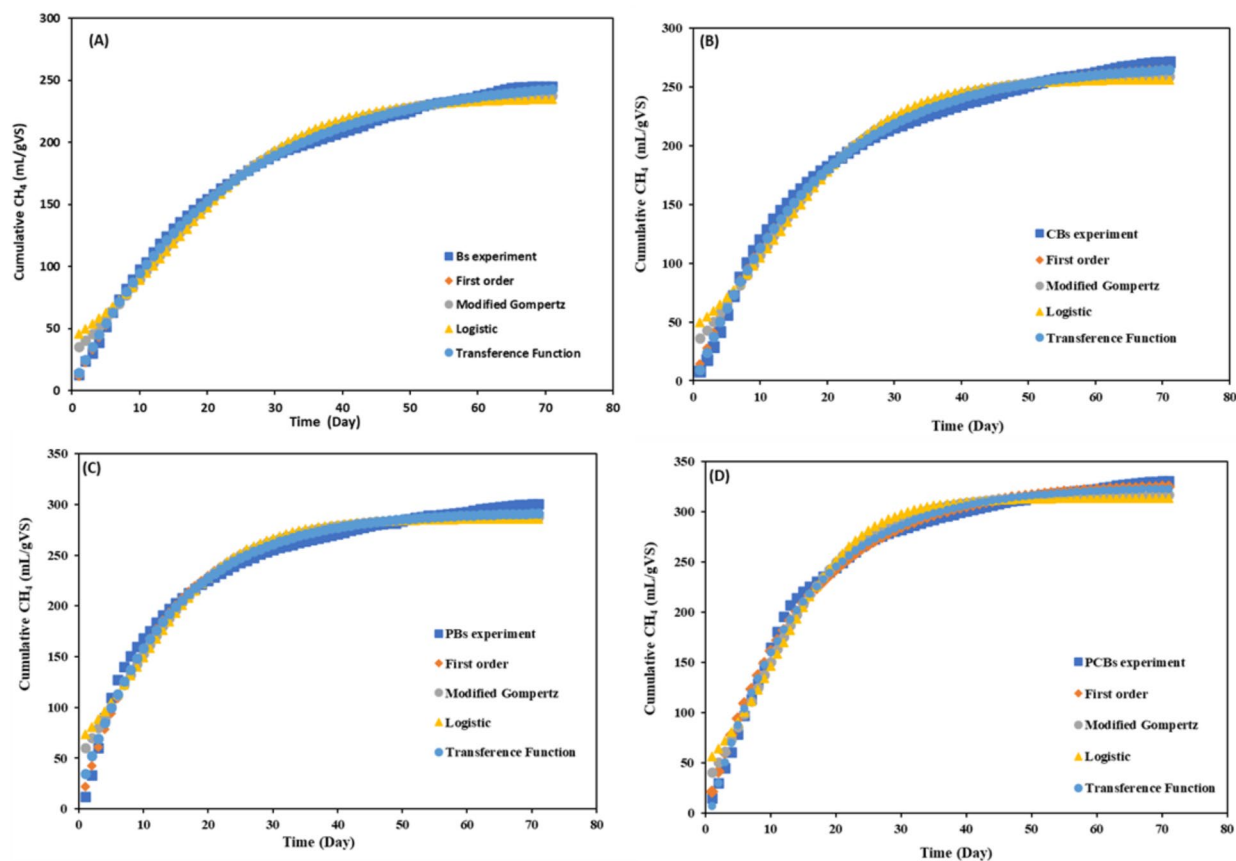 (A)
300
250
200
150
100
50
0
Cumulative CH₄ (mL/gVS)
Bs experiment
First order
Modified Gompertz
Logistic
Transference Function
0 10 20 30 40 50 60 70 80
Time (Day)
(B)
300
250
200
150
100
50
0
Cumulative CH₄ (mL/gVS)
CBs experiment
First order
Modified Gompertz
Logistic
Transference Function
0 10 20 30 40 50 60 70 80
Time (Day)
(C)
350
300
250
200
150
100
50
0
Cumulative CH₄ (mL/gVS)
PBs experiment
First order
Modified Gompertz
Logistic
Transference Function
0 10 20 30 40 50 60 70 80
Time (Day)
(D)
350
300
250
200
150
100
50
0
Cumulative CH₄ (mL/gVS)
PCBs experiment
First order
Modified Gompertz
Logistic
Transference Function
0 10 20 30 40 50 60 70 80
Time (Day)